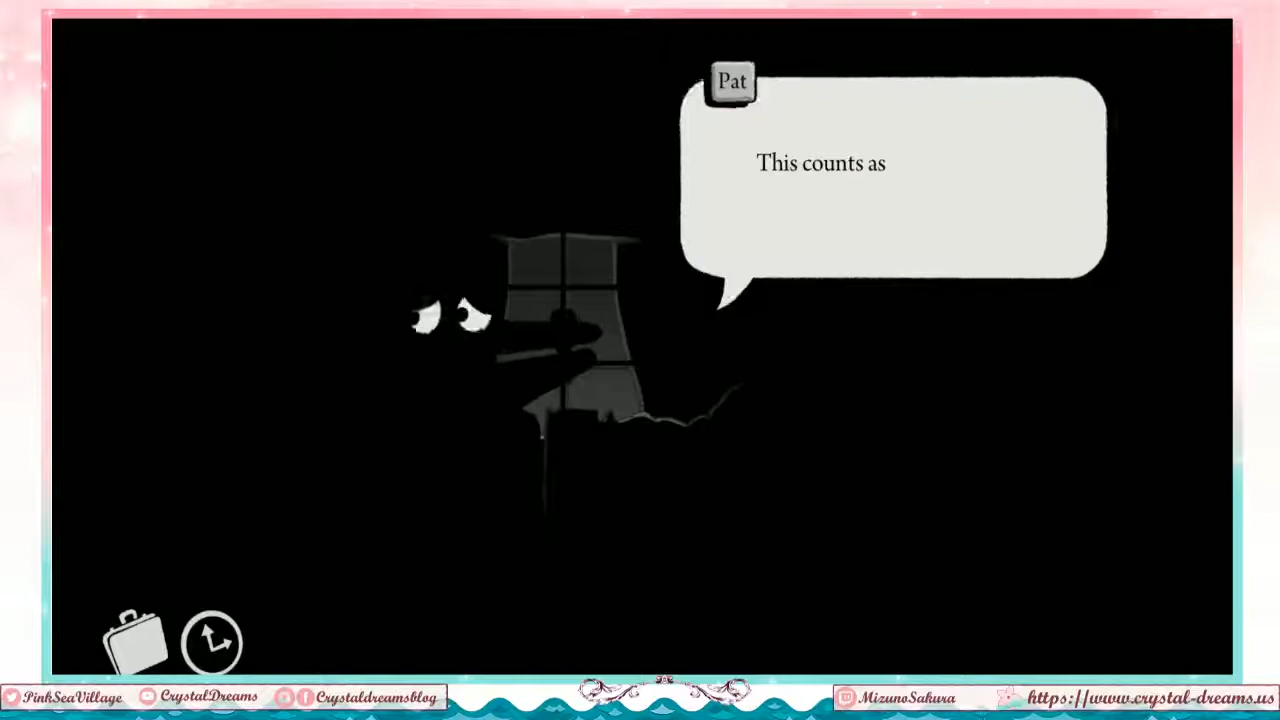 Pat
This counts as
PinkSeaVillage
CrystalDreams
Crystaldreamsblog
MizunoSakura
https://www.crystal-dreams.us